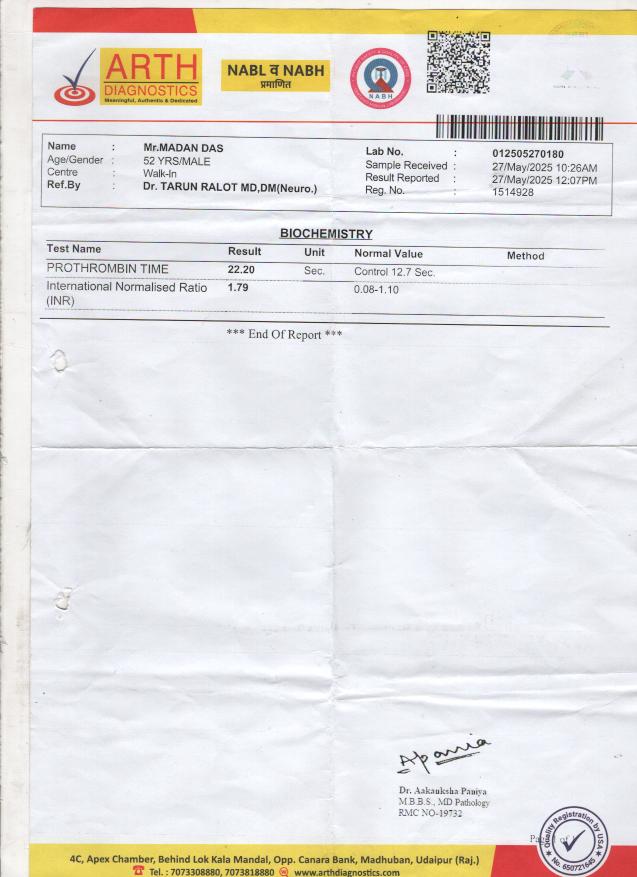 ARTH
DIAGNOSTICS
Meaningful, Authentic & Dedicated
NABL व NABH
प्रमाणित
NABH
Name : Mr.MADAN DAS
Age/Gender : 52 YRS/MALE
Centre : Walk-In
Ref.By : Dr. TARUN RALOT MD,DM(Neuro.)
Lab No. : 012505270180
Sample Received : 27/May/2025 10:26AM
Result Reported : 27/May/2025 12:07PM
Reg. No. : 1514928
BIOCHEMISTRY
Test Name Result Unit Normal Value Method
PROTHROMBIN TIME 22.20 Sec. Control 12.7 Sec.
International Normalised Ratio 1.79 0.08-1.10
(INR)
*** End Of Report ***
Dr. Aakanksha Paniya
M.B.B.S., MD Pathology
RMC NO-19732
Quality Registration by USA
No. 650721645
4C, Apex Chamber, Behind Lok Kala Mandal, Opp. Canara Bank, Madhuban, Udaipur (Raj.)
Tel. : 7073308880, 7073818880 www.arthdiagnostics.com